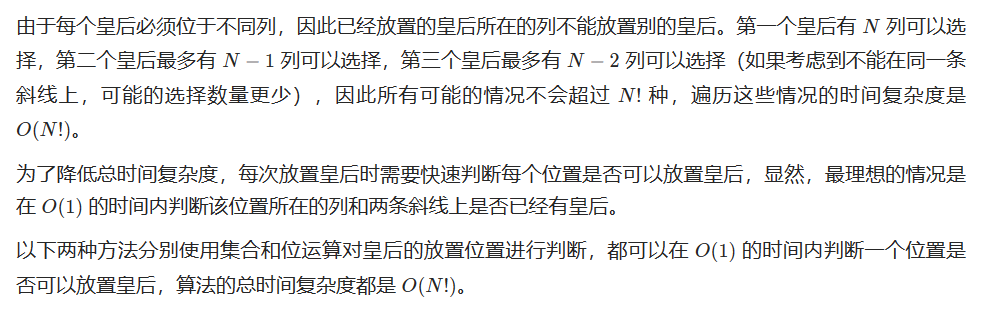 由于每个皇后必须位于不同列，因此已经放置的皇后所在的列不能放置别的皇后。第一个皇后有 N 列可以选
择，第二个皇后最多有 N − 1 列可以选择，第三个皇后最多有 N − 2 列可以选择（如果考虑到不能在同一条
斜线上，可能的选择数量更少），因此所有可能的情况不会超过 N! 种，遍历这些情况的时间复杂度是
O(N!)。
为了降低总时间复杂度，每次放置皇后时需要快速判断每个位置是否可以放置皇后，显然，最理想的情况是
在 O(1) 的时间内判断该位置所在的列和两条斜线上是否已经有皇后。
以下两种方法分别使用集合和位运算对皇后的放置位置进行判断，都可以在 O(1) 的时间内判断一个位置是
否可以放置皇后，算法的总时间复杂度都是 O(N!)。